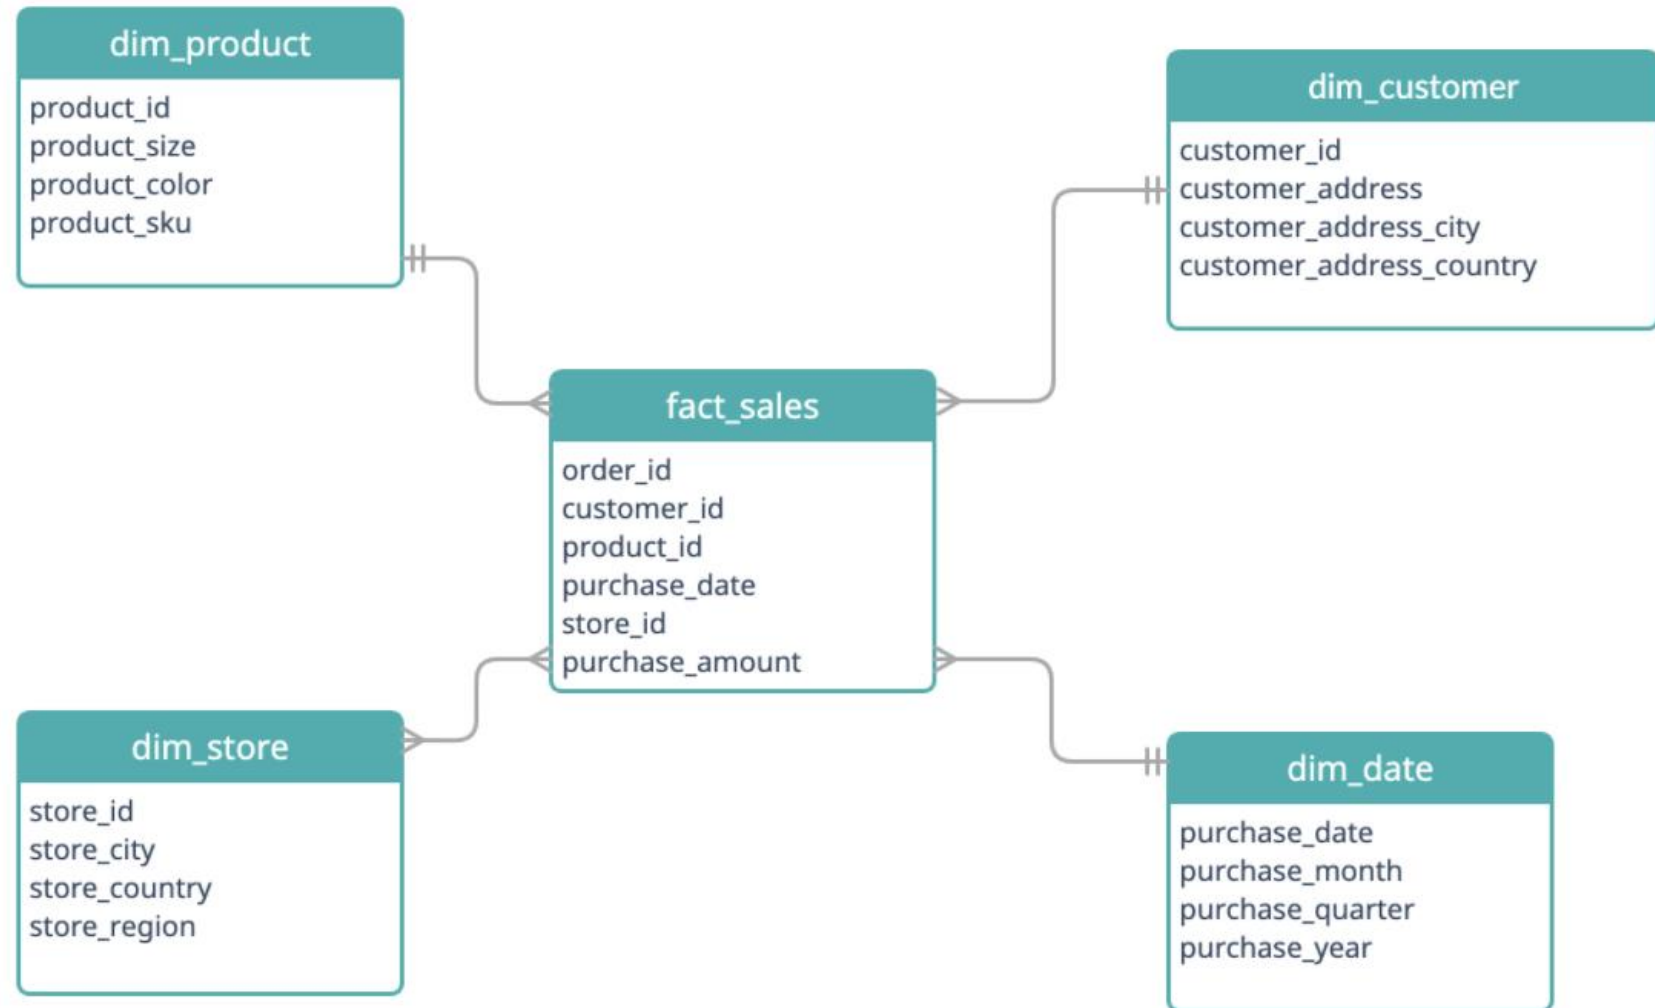 dim_product
product_id
product_size
product_color
product_sku
dim_customer
customer_id
customer_address
customer_address_city
customer_address_country
fact_sales
order_id
customer_id
product_id
purchase_date
store_id
purchase_amount
dim_store
store_id
store_city
store_country
store_region
dim_date
purchase_date
purchase_month
purchase_quarter
purchase_year